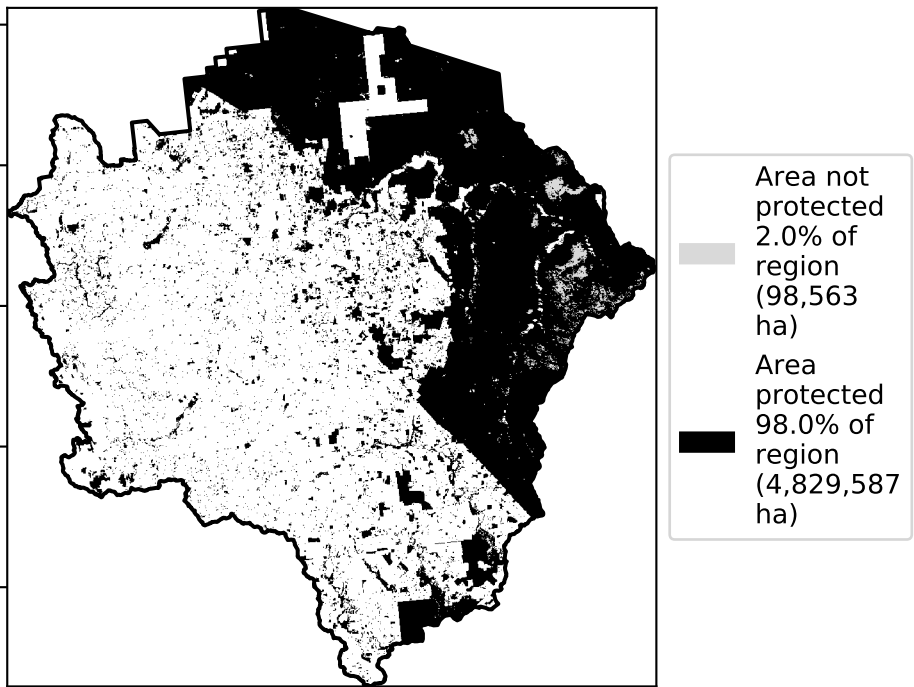 Area not
protected
2.0% of
region
(98,563
ha)
Area
protected
98.0% of
region
(4,829,587
ha)